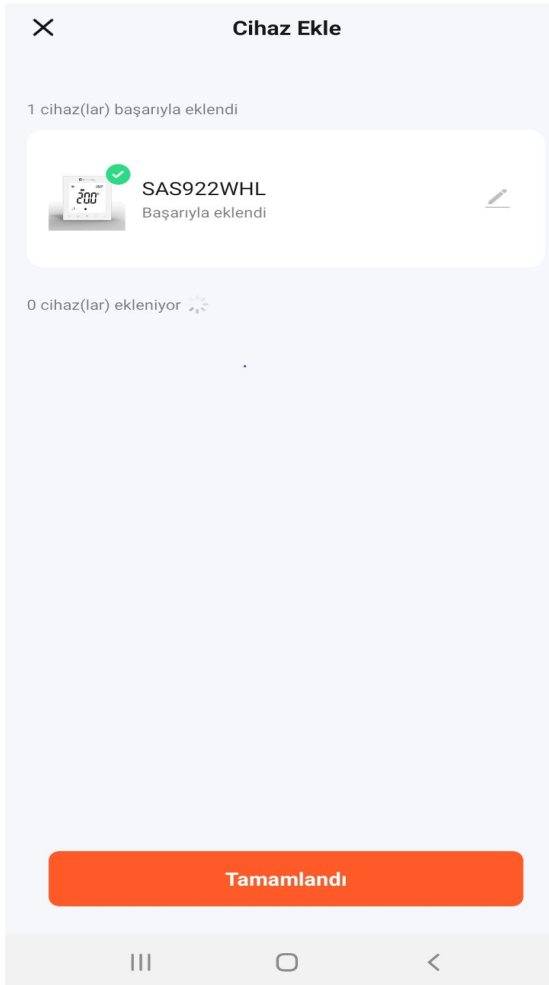 Cihaz Ekle
1 cihaz(lar) başarıyla eklendi
SAS922WHL
Başarıyla eklendi
0 cihaz(lar) ekleniyor
Tamamlandı